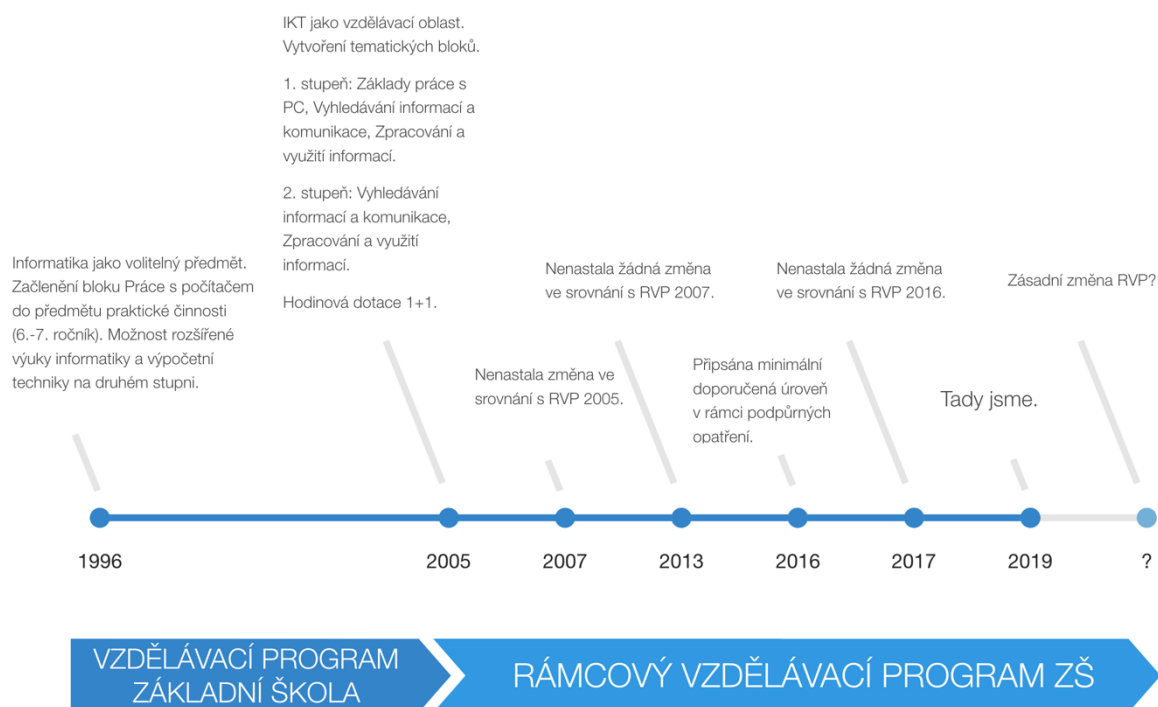 IKT jako vzdělávací oblast.
Vytvoření tematických bloků.
1. stupeň: Základy práce s
PC, Vyhledávání informací a
komunikace, Zpracování a
využití informací.
2. stupeň: Vyhledávání
informací a komunikace,
Zpracování a využití
informací.
Hodinová dotace 1+1.
Informatika jako volitelný předmět.
Začlenění bloku Práce s počítačem
do předmětu praktické činnosti
(6.-7. ročník). Možnost rozšířené
výuky informatiky a výpočetní
techniky na druhém stupni.
Nenastala změna ve
srovnání s RVP 2005.
Nenastala žádná změna
ve srovnání s RVP 2007.
Připsána minimální
doporučená úroveň
v rámci podpůrných
opatření.
Nenastala žádná změna
ve srovnání s RVP 2016.
Tady jsme.
Zásadní změna RVP?
1996
2005
2007
2013
2016
2017
2019
?
VZDĚLÁVACÍ PROGRAM
ZÁKLADNÍ ŠKOLA
RÁMCOVÝ VZDĚLÁVACÍ PROGRAM ZŠ